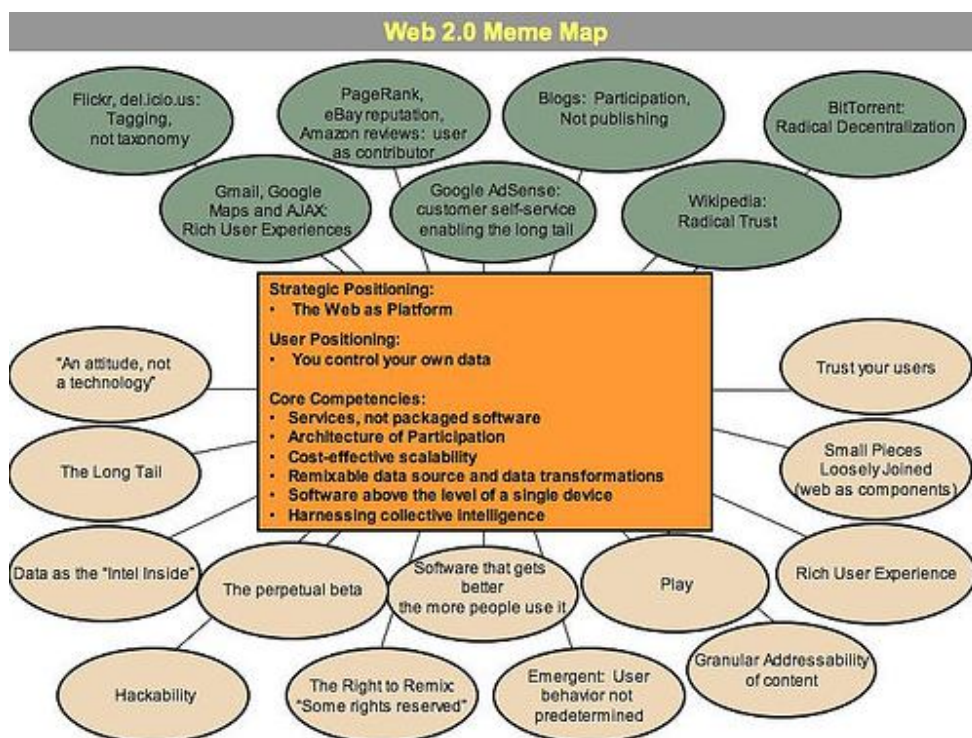 Web 2.0 Meme Map
Flickr, del.icio.us:
Tagging,
not taxonomy
PageRank,
eBay reputation,
Amazon reviews: user
as contributor
Blogs: Participation,
Not publishing
BitTorrent:
Radical Decentralization
Gmail, Google
Maps and AJAX:
Rich User Experiences
Google AdSense:
customer self-service
enabling the long tail
Wikipedia:
Radical Trust
Strategic Positioning:
• The Web as Platform
User Positioning:
• You control your own data
Core Competencies:
• Services, not packaged software
• Architecture of Participation
• Cost-effective scalability
• Remixable data source and data transformations
• Software above the level of a single device
• Harnessing collective intelligence
"An attitude, not
a technology"
Trust your users
The Long Tail
Small Pieces
Loosely Joined
(web as components)
Data as the "Intel Inside"
The perpetual beta
Software that gets
better
the more people use it
Play
Rich User Experience
Hackability
The Right to Remix:
"Some rights reserved"
Emergent: User
behavior not
predetermined
Granular Addressability
of content